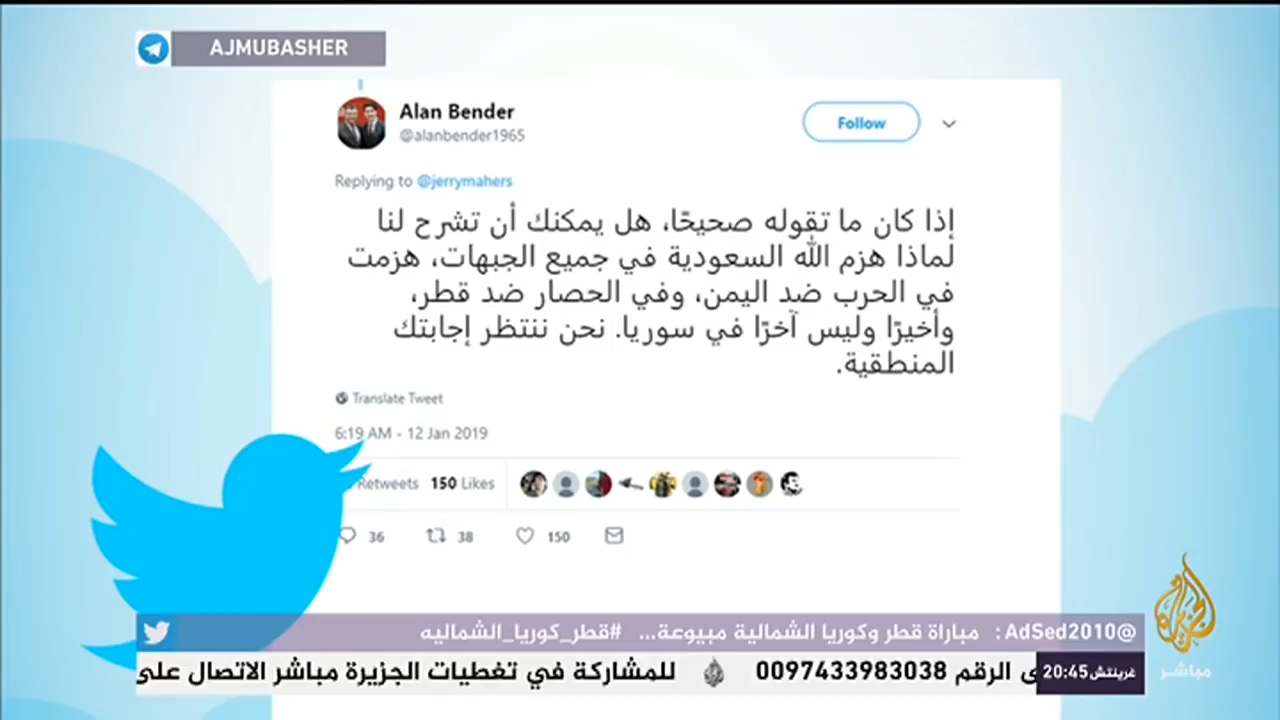 AJMUBASHER
Alan Bender
@alanbender1965
Follow
Replying to @jerrymahers
إذا كان ما تقوله صحيحًا، هل يمكنك أن تشرح لنا
لماذا هزم الله السعودية في جميع الجبهات، هزمت
في الحرب ضد اليمن، وفي الحصار ضد قطر،
وأخيرًا وليس آخرًا في سوريا. نحن ننتظر إجابتك
المنطقية.
Translate Tweet
6:19 AM - 12 Jan 2019
Retweets 150 Likes
36 38 150
@AdSed2010 : مباراة قطر وكوريا الشمالية مبيوعة... #قطر_كوريا_الشماليه
للمشاركة في تغطيات الجزيرة مباشر الاتصال على
ى الرقم 0097433983038
غرينتش 20:45
مباشر